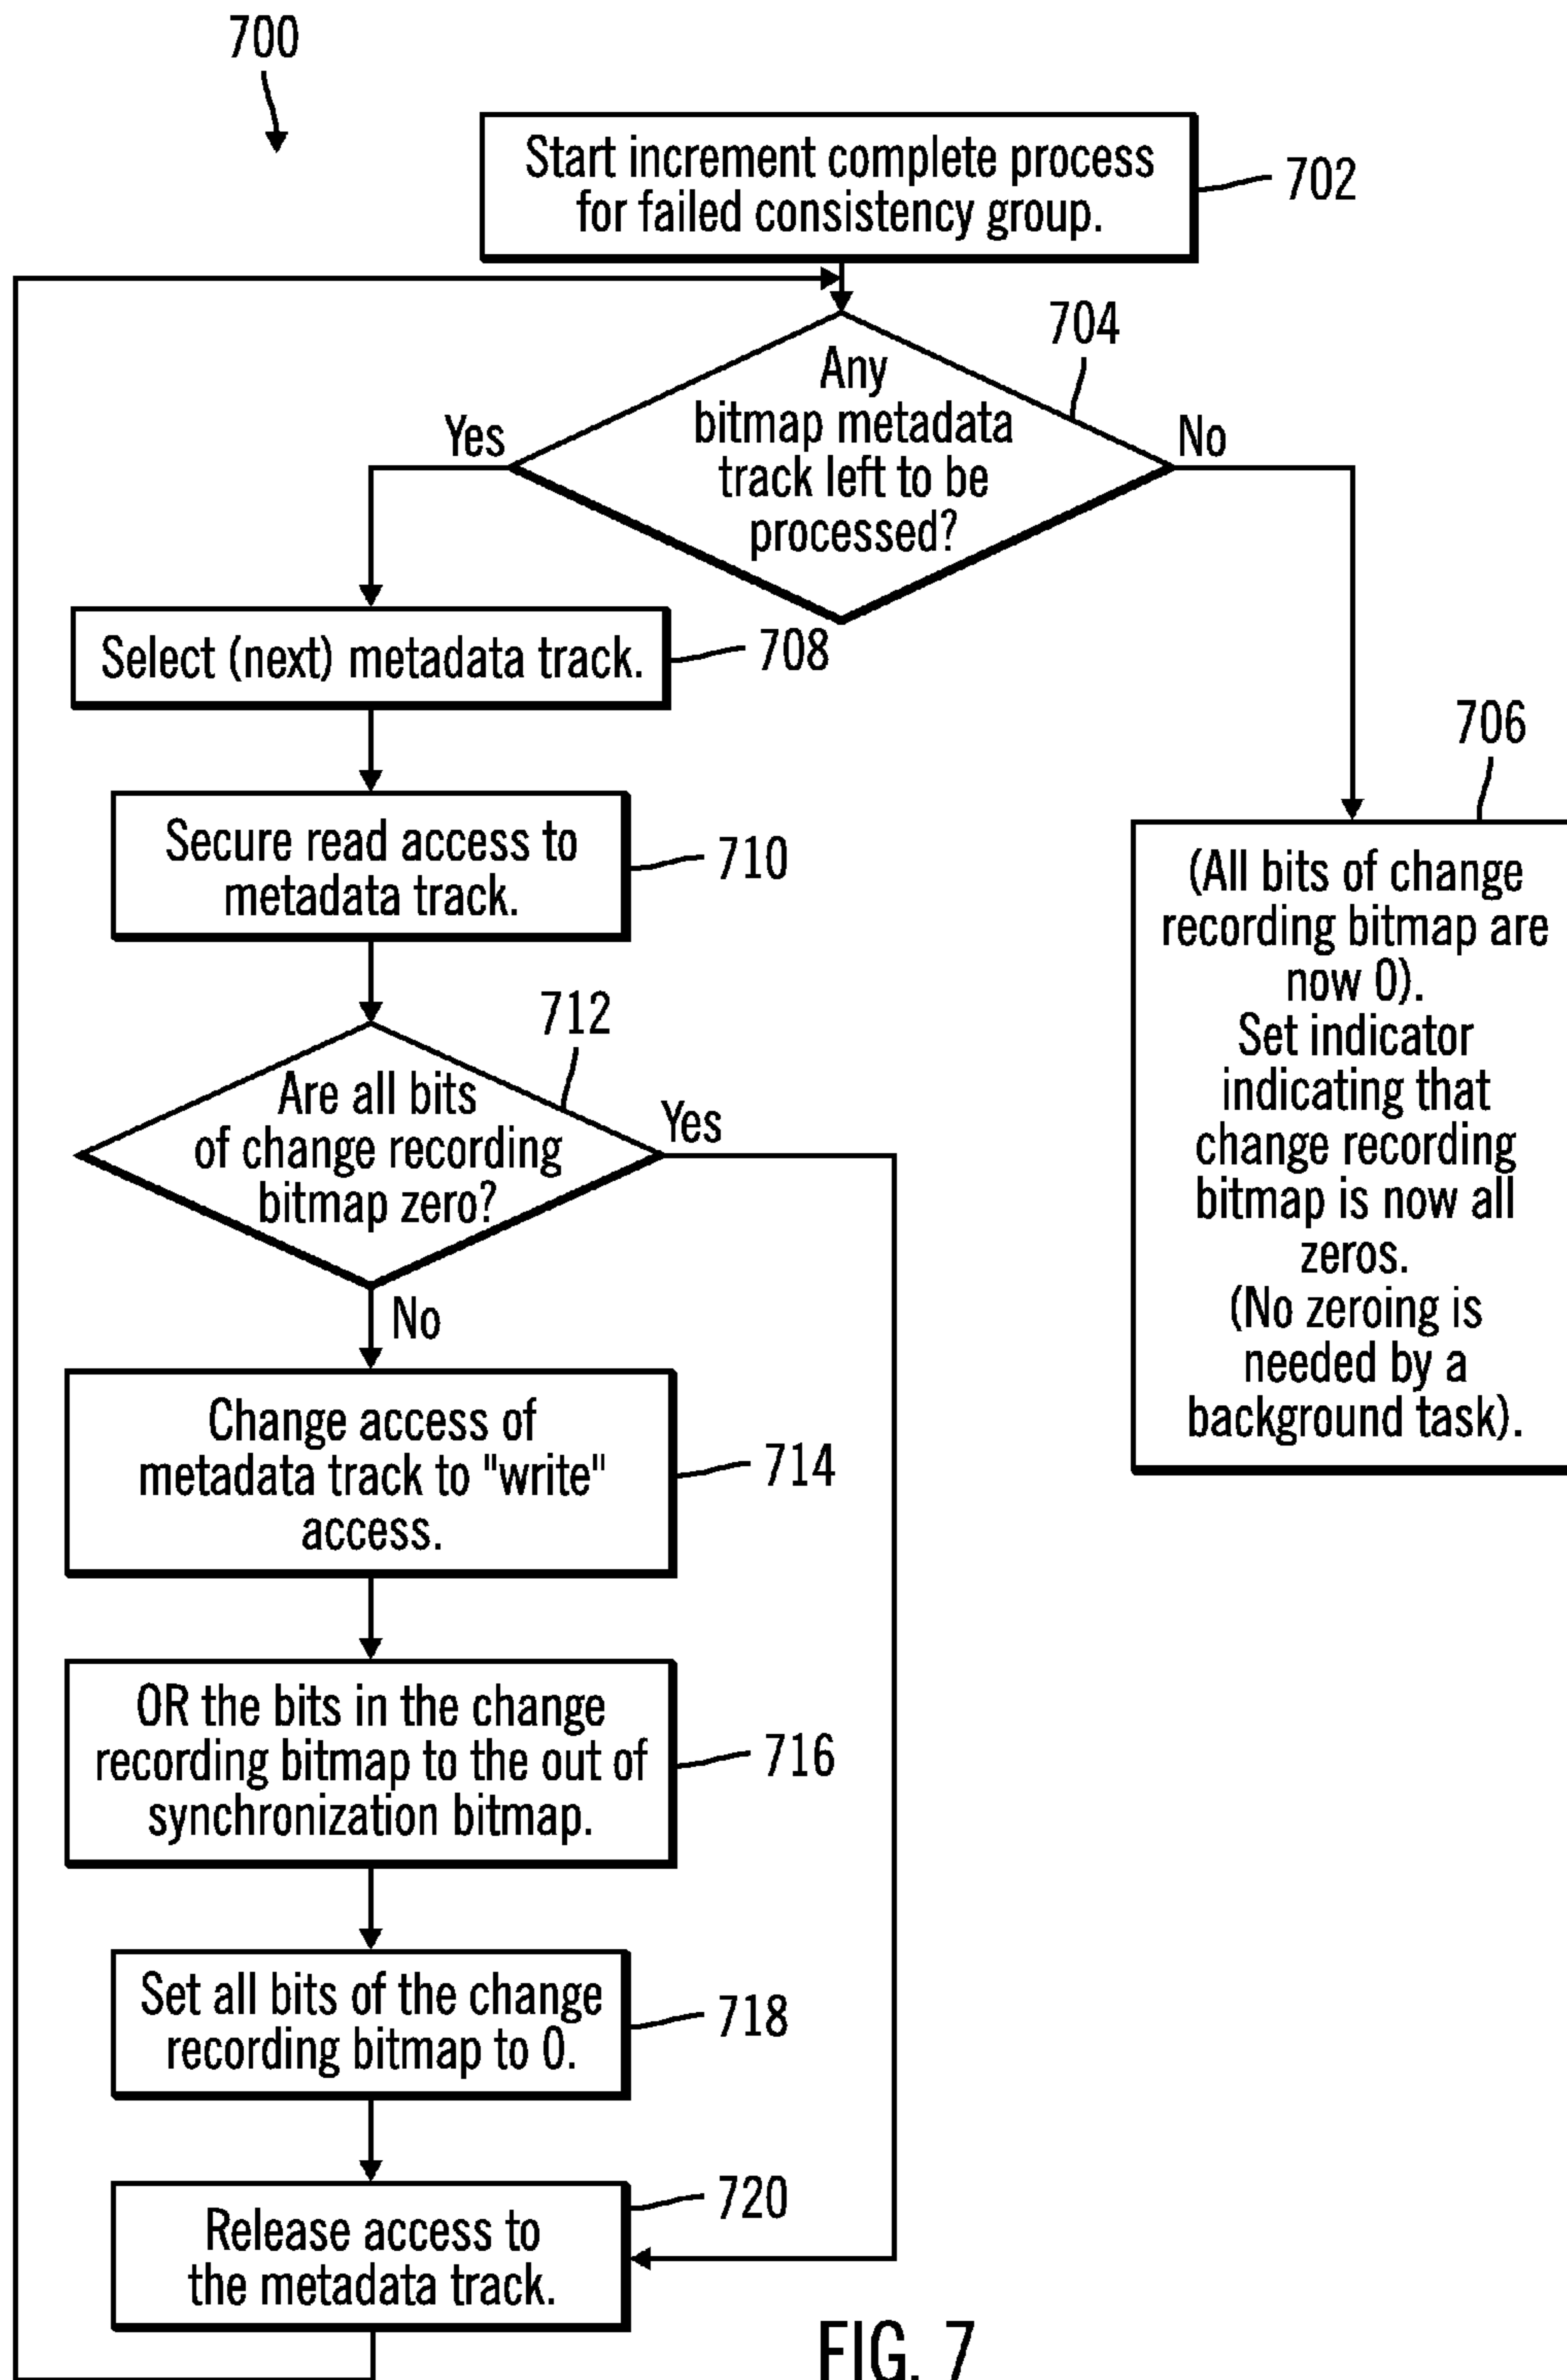 700
Start increment complete process
for failed consistency group.
702
704
Any
bitmap metadata
track left to be
processed?
Yes
No
Select (next) metadata track.
708
706
Secure read access to
metadata track.
710
(All bits of change
recording bitmap are
now 0).
Set indicator
indicating that
change recording
bitmap is now all
zeros.
(No zeroing is
needed by a
background task).
712
Are all bits
of change recording
bitmap zero?
Yes
No
Change access of
metadata track to "write"
access.
714
OR the bits in the change
recording bitmap to the out of
synchronization bitmap.
716
Set all bits of the change
recording bitmap to 0.
718
Release access to
the metadata track.
720
FIG. 7